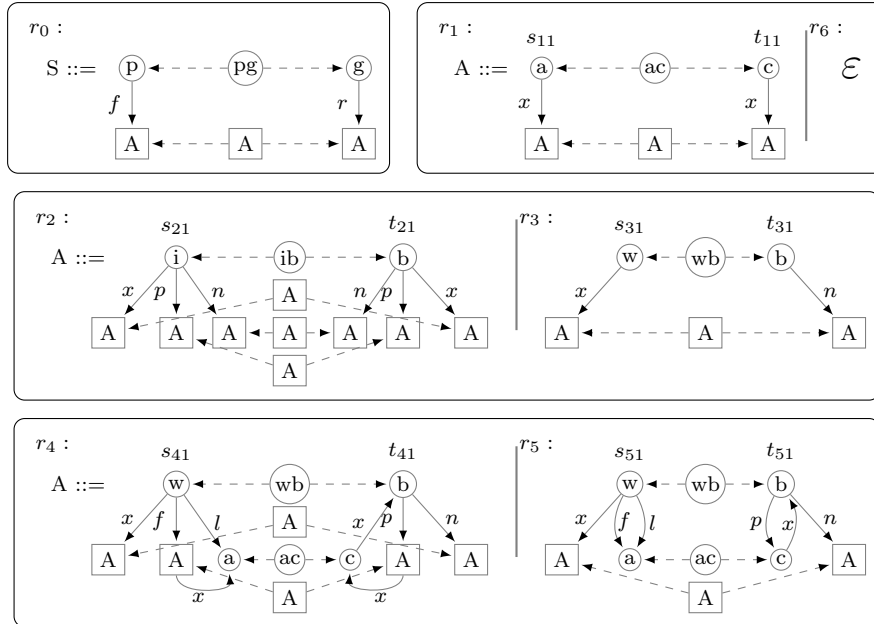 r0 : r1 : r6 :
s11 t11
S ::= p pg g A ::= a ac c ε
f r x x
A A A A A A
r2 : s21 t21 r3 : s31 t31
A ::= i ib b w wb b
x p n A n p x x n
A A A A A A A A A A
A
r4 : s41 t41 r5 : s51 t51
A ::= w wb b w wb b
x f l A x p n x f l p x n
A A a ac c A A A a ac c A
x A x A